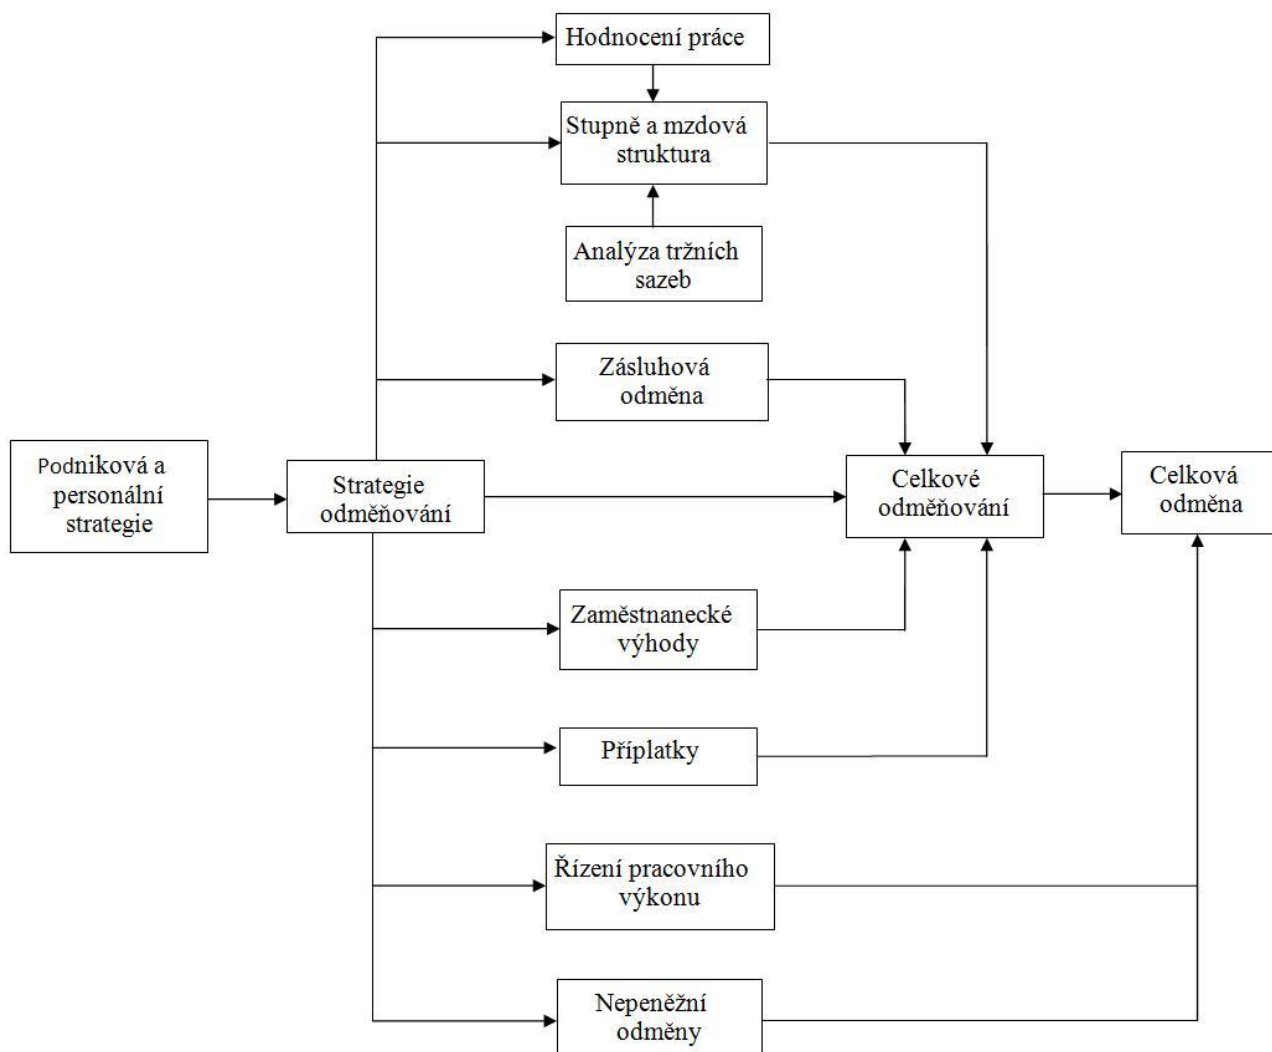 Hodnocení práce
Stupně a mzdová
struktura
Analýza tržních
sazeb
Zásluhová
odměna
Podniková a
personální
strategie
Strategie
odměňování
Celkové
odměňování
Celková
odměna
Zaměstnanecké
výhody
Příplatky
Řízení pracovního
výkonu
Nepeněžní
odměny